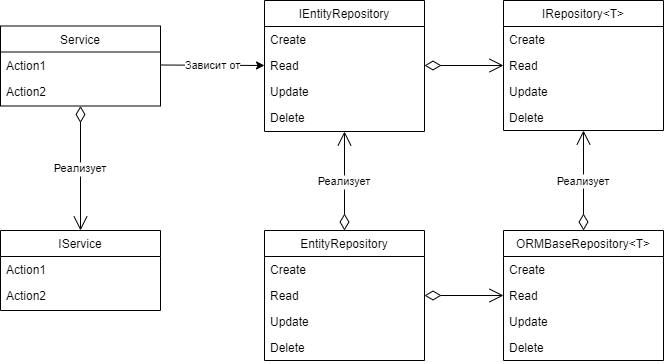 Service
Action1
Action2
Зависит от
IEntityRepository
Create
Read
Update
Delete
IRepository<T>
Create
Read
Update
Delete
Реализует
Реализует
Реализует
IService
Action1
Action2
EntityRepository
Create
Read
Update
Delete
ORMBaseRepository<T>
Create
Read
Update
Delete